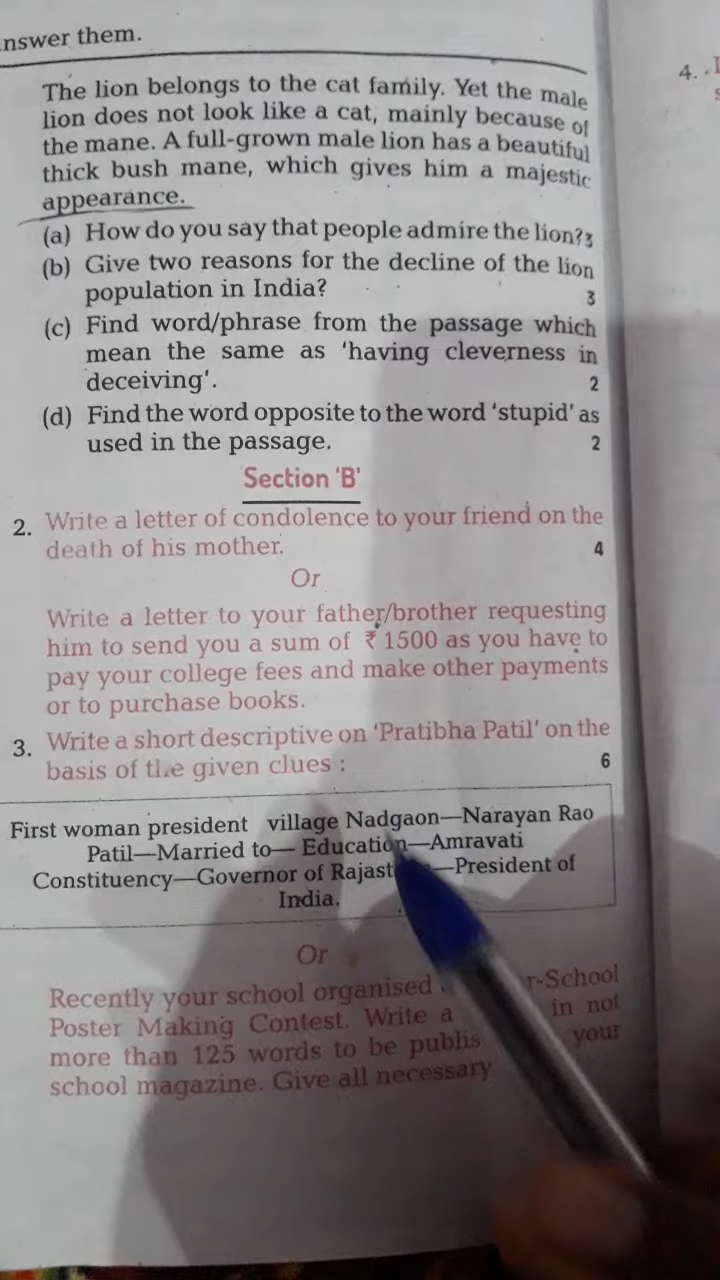 nswer them.
The lion belongs to the cat family. Yet the male
lion does not look like a cat, mainly because of
the mane. A full-grown male lion has a beautiful
thick bush mane, which gives him a majestic
appearance.
(a) How do you say that people admire the lion? 3
(b) Give two reasons for the decline of the lion
population in India? 3
(c) Find word/phrase from the passage which
mean the same as 'having cleverness in
deceiving'. 2
(d) Find the word opposite to the word 'stupid' as
used in the passage. 2
Section 'B'
2. Write a letter of condolence to your friend on the
death of his mother. 4
Or
Write a letter to your father/brother requesting
him to send you a sum of ₹ 1500 as you have to
pay your college fees and make other payments
or to purchase books.
3. Write a short descriptive on 'Pratibha Patil' on the
basis of the given clues : 6
First woman president village Nadgaon—Narayan Rao
Patil—Married to— Education—Amravati
Constituency—Governor of Rajast —President of
India.
Or
Recently your school organised r-School
Poster Making Contest. Write a in not
more than 125 words to be publis your
school magazine. Give all necessary
4.